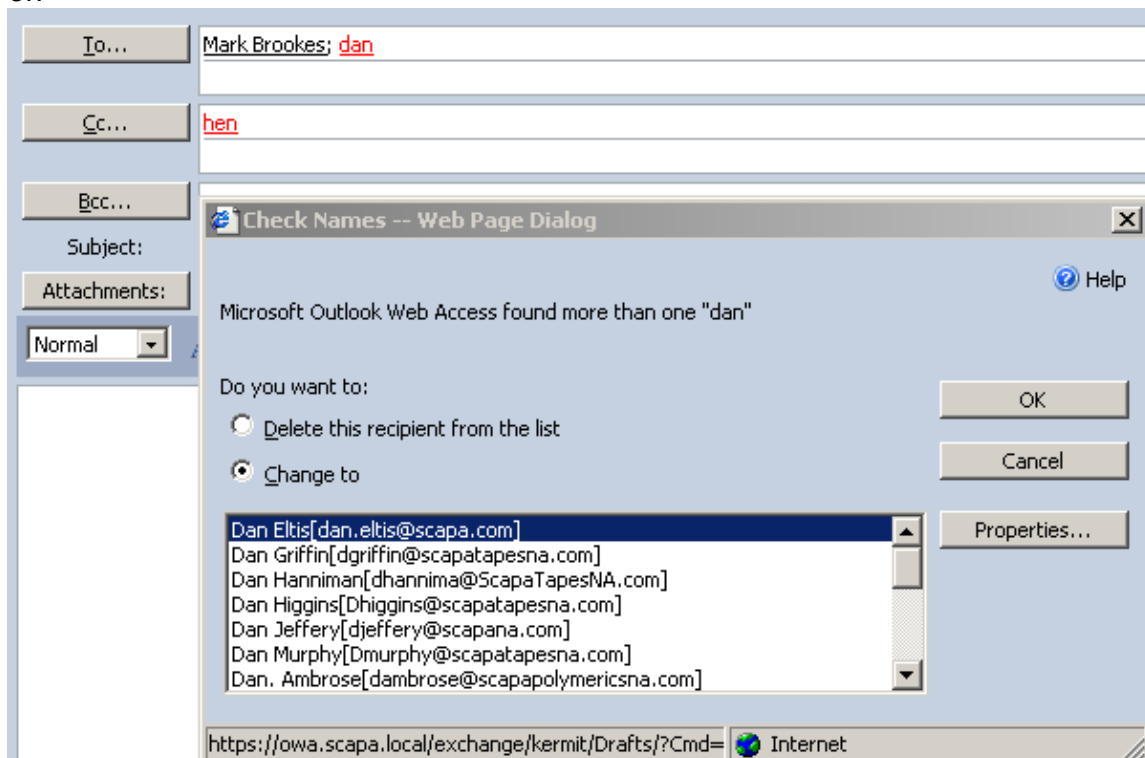 To...
Mark Brookes; dan
Cc...
hen
Bcc...
Check Names -- Web Page Dialog
Subject:
Help
Attachments:
Microsoft Outlook Web Access found more than one "dan"
Normal
Do you want to:
OK
Delete this recipient from the list
Cancel
Change to
Dan Eltis[dan.eltis@scapa.com]
Properties...
Dan Griffin[dgriffin@scapatapesna.com]
Dan Hanniman[dhannima@ScapaTapesNA.com]
Dan Higgins[Dhiggins@scapatapesna.com]
Dan Jeffery[djeffery@scapana.com]
Dan Murphy[Dmurphy@scapatapesna.com]
Dan. Ambrose[dambrose@scapapolymericsna.com]
https://owa.scapa.local/exchange/kermit/Drafts/?Cmd=
Internet